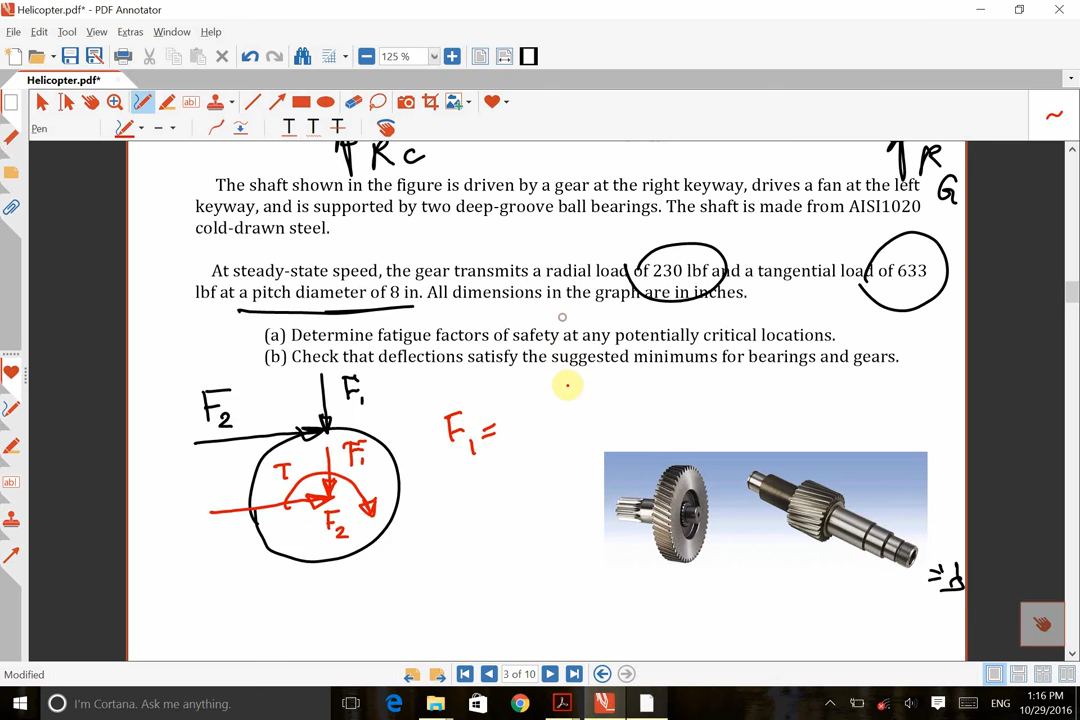 Helicopter.pdf* - PDF Annotator
File Edit Tool View Extras Window Help
125 %
Helicopter.pdf*
ab|
T T T
Pen
R C
R
G
The shaft shown in the figure is driven by a gear at the right keyway, drives a fan at the left
keyway, and is supported by two deep-groove ball bearings. The shaft is made from AISI1020
cold-drawn steel.
At steady-state speed, the gear transmits a radial load of 230 lbf and a tangential load of 633
lbf at a pitch diameter of 8 in. All dimensions in the graph are in inches.
(a) Determine fatigue factors of safety at any potentially critical locations.
(b) Check that deflections satisfy the suggested minimums for bearings and gears.
F2
F1
T
F1
F2
F1=
ab|
Modified
3 of 10
I'm Cortana. Ask me anything.
ENG
1:16 PM
10/29/2016